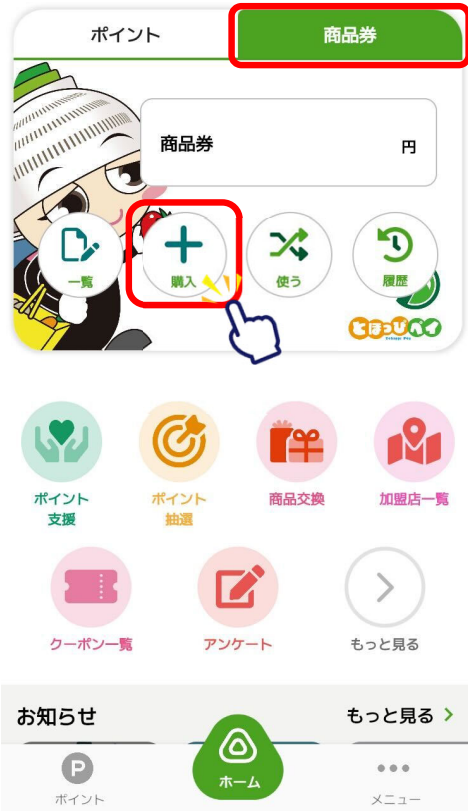 ポイント 商品券
商品券 円
一覧 購入 使う 履歴
とほっぴペイ
Tohoppi Pay
ポイント支援 ポイント抽選 商品交換 加盟店一覧
クーポン一覧 アンケート もっと見る
お知らせ もっと見る
P
ポイント ホーム メニュー